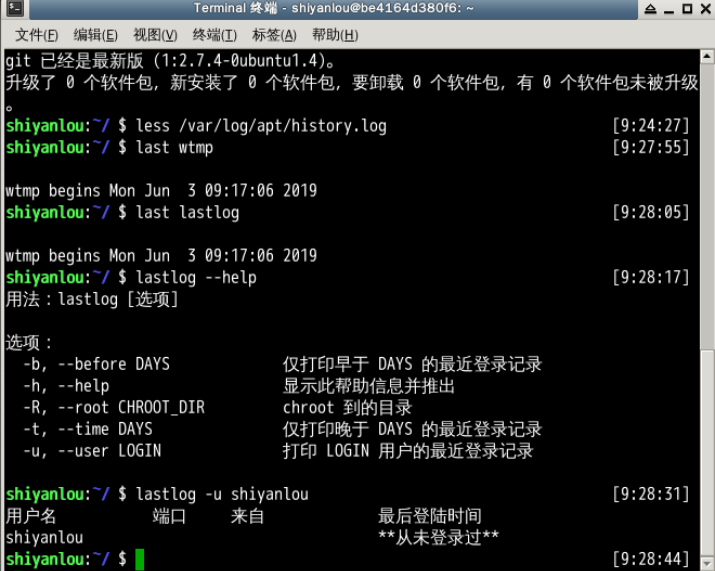 Terminal 终端 - shiyanlou@be4164d380f6: ~
文件(F) 编辑(E) 视图(V) 终端(T) 标签(A) 帮助(H)
git 已经是最新版 (1:2.7.4-0ubuntu1.4)。
升级了 0 个软件包, 新安装了 0 个软件包, 要卸载 0 个软件包, 有 0 个软件包未被升级
。
shiyanlou:~/ $ less /var/log/apt/history.log [9:24:27]
shiyanlou:~/ $ last wtmp [9:27:55]
wtmp begins Mon Jun  3 09:17:06 2019
shiyanlou:~/ $ last lastlog [9:28:05]
wtmp begins Mon Jun  3 09:17:06 2019
shiyanlou:~/ $ lastlog --help [9:28:17]
用法：lastlog [选项]
选项：
-b, --before DAYS 仅打印早于 DAYS 的最近登录记录
-h, --help 显示此帮助信息并推出
-R, --root CHROOT_DIR chroot 到的目录
-t, --time DAYS 仅打印晚于 DAYS 的最近登录记录
-u, --user LOGIN 打印 LOGIN 用户的最近登录记录
shiyanlou:~/ $ lastlog -u shiyanlou [9:28:31]
用户名 端口 来自 最后登陆时间
shiyanlou **从未登录过**
shiyanlou:~/ $ [9:28:44]